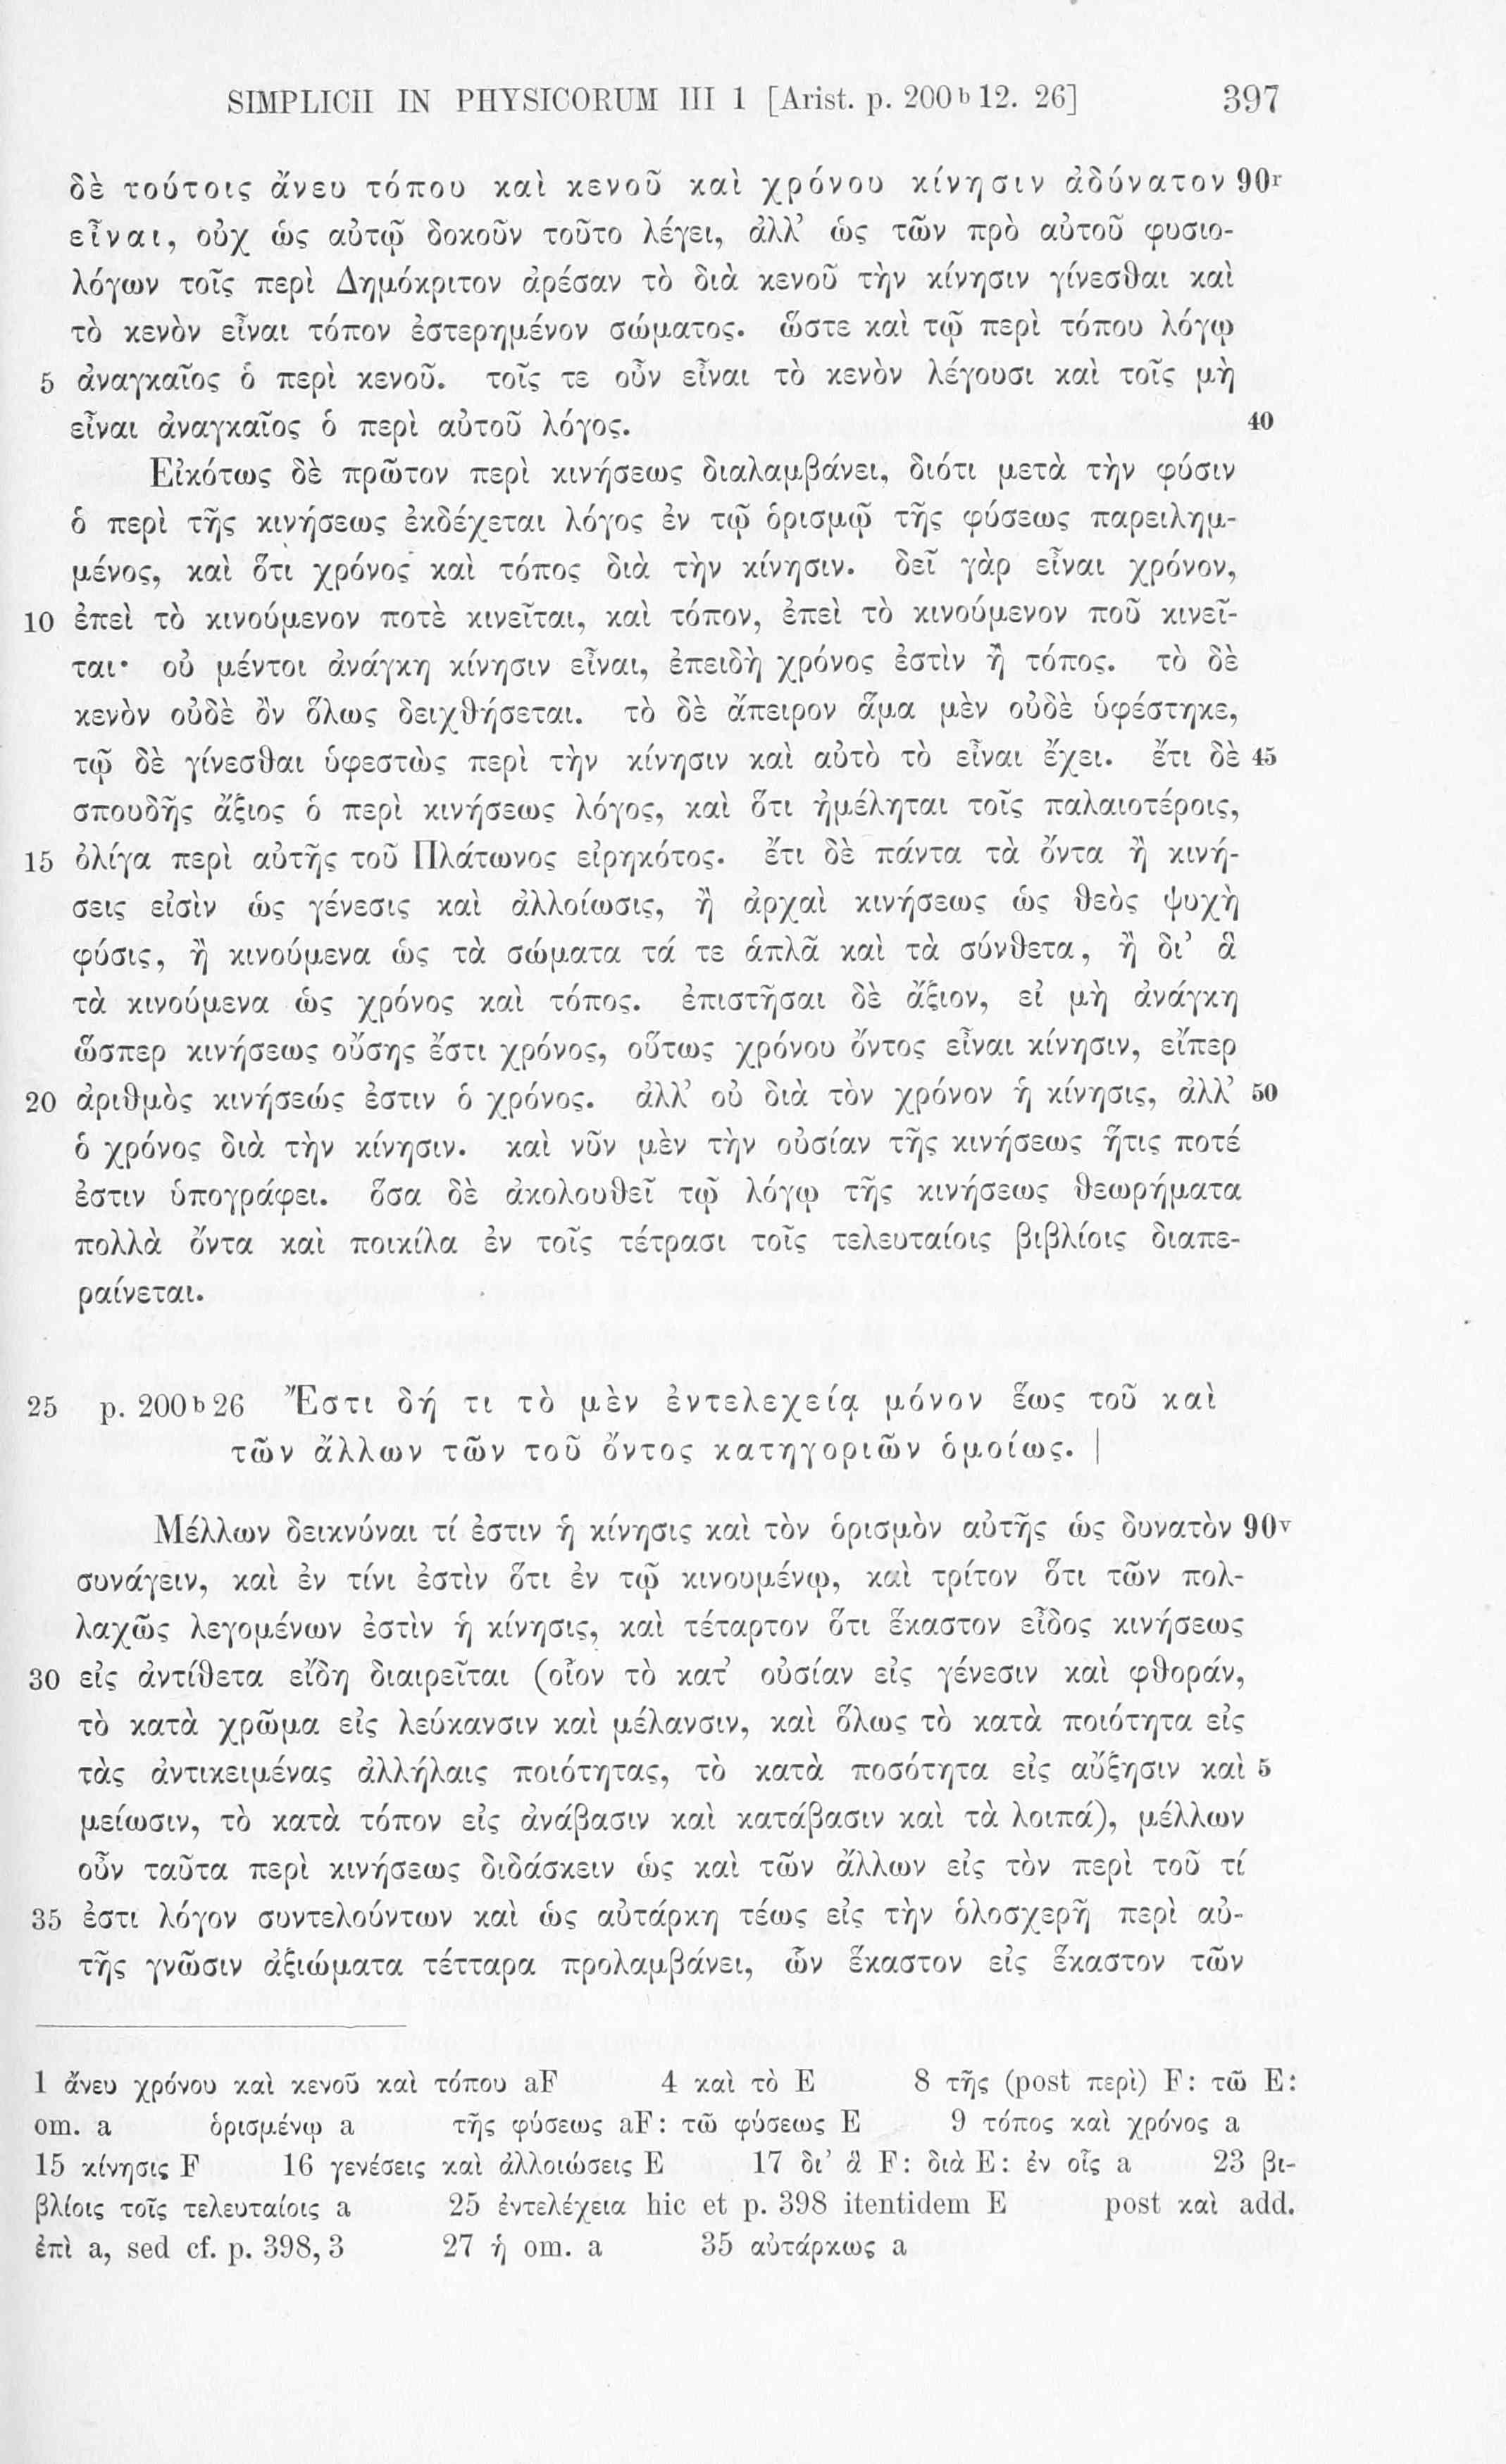 SIMPLICII IN PHYSICORUM III 1 [Arist. p. 200 b 12. 26] 397
δὲ τούτοις ἄνευ τόπου καὶ κενοῦ καὶ χρόνου κίνησιν ἀδύνατον 90r
εἶναι, οὐχ ὡς αὐτῷ δοκοῦν τοῦτο λέγει, ἀλλ’ ὡς τῶν πρὸ αὐτοῦ φυσιο-
λόγων τοῖς περὶ Δημόκριτον ἀρέσαν τὸ διὰ κενοῦ τὴν κίνησιν γίνεσθαι καὶ
τὸ κενὸν εἶναι τόπον ἐστερημένον σώματος. ὥστε καὶ τῷ περὶ τόπου λόγῳ
5 ἀναγκαῖος ὁ περὶ κενοῦ. τοῖς τε οὖν εἶναι τὸ κενὸν λέγουσι καὶ τοῖς μὴ
εἶναι ἀναγκαῖος ὁ περὶ αὐτοῦ λόγος. 40
Εἰκότως δὲ πρῶτον περὶ κινήσεως διαλαμβάνει, διότι μετὰ τὴν φύσιν
ὁ περὶ τῆς κινήσεως ἐκδέχεται λόγος ἐν τῷ ὁρισμῷ τῆς φύσεως παρειλημ-
μένος, καὶ ὅτι χρόνος καὶ τόπος διὰ τὴν κίνησιν. δεῖ γὰρ εἶναι χρόνον,
10 ἐπεὶ τὸ κινούμενον ποτὲ κινεῖται, καὶ τόπον, ἐπεὶ τὸ κινούμενον ποῦ κινεῖ-
ται· οὐ μέντοι ἀνάγκη κίνησιν εἶναι, ἐπειδὴ χρόνος ἐστὶν ἢ τόπος. τὸ δὲ
κενὸν οὐδὲ ὂν ὅλως δειχθήσεται. τὸ δὲ ἄπειρον ἅμα μὲν οὐδὲ ὑφέστηκε,
τῷ δὲ γίνεσθαι ὑφεστὼς περὶ τὴν κίνησιν καὶ αὐτὸ τὸ εἶναι ἔχει. ἔτι δὲ 45
σπουδῆς ἄξιος ὁ περὶ κινήσεως λόγος, καὶ ὅτι ἠμέληται τοῖς παλαιοτέροις,
15 ὀλίγα περὶ αὐτῆς τοῦ Πλάτωνος εἰρηκότος. ἔτι δὲ πάντα τὰ ὄντα ἢ κινή-
σεις εἰσὶν ὡς γένεσις καὶ ἀλλοίωσις, ἢ ἀρχαὶ κινήσεως ὡς θεὸς ψυχὴ
φύσις, ἢ κινούμενα ὡς τὰ σώματα τά τε ἁπλᾶ καὶ τὰ σύνθετα, ἢ δι’ ἃ
τὰ κινούμενα ὡς χρόνος καὶ τόπος. ἐπιστῆσαι δὲ ἄξιον, εἰ μὴ ἀνάγκη
ὥσπερ κινήσεως οὔσης ἔστι χρόνος, οὕτως χρόνου ὄντος εἶναι κίνησιν, εἴπερ
20 ἀριθμὸς κινήσεώς ἐστιν ὁ χρόνος. ἀλλ’ οὐ διὰ τὸν χρόνον ἡ κίνησις, ἀλλ’ 50
ὁ χρόνος διὰ τὴν κίνησιν. καὶ νῦν μὲν τὴν οὐσίαν τῆς κινήσεως ἥτις ποτέ
ἐστιν ὑπογράφει. ὅσα δὲ ἀκολουθεῖ τῷ λόγῳ τῆς κινήσεως θεωρήματα
πολλὰ ὄντα καὶ ποικίλα ἐν τοῖς τέτρασι τοῖς τελευταίοις βιβλίοις διαπε-
ραίνεται.
25 p. 200 b 26 Ἔστι δή τι τὸ μὲν ἐντελεχείᾳ μόνον ἕως τοῦ καὶ
τῶν ἄλλων τῶν τοῦ ὄντος κατηγοριῶν ὁμοίως. |
Μέλλων δεικνύναι τί ἐστιν ἡ κίνησις καὶ τὸν ὁρισμὸν αὐτῆς ὡς δυνατὸν 90v
συνάγειν, καὶ ἐν τίνι ἐστὶν ὅτι ἐν τῷ κινουμένῳ, καὶ τρίτον ὅτι τῶν πολ-
λαχῶς λεγομένων ἐστὶν ἡ κίνησις, καὶ τέταρτον ὅτι ἕκαστον εἶδος κινήσεως
30 εἰς ἀντίθετα εἴδη διαιρεῖται (οἷον τὸ κατ’ οὐσίαν εἰς γένεσιν καὶ φθοράν,
τὸ κατὰ χρῶμα εἰς λεύκανσιν καὶ μέλανσιν, καὶ ὅλως τὸ κατὰ ποιότητα εἰς
τὰς ἀντικειμένας ἀλλήλαις ποιότητας, τὸ κατὰ ποσότητα εἰς αὔξησιν καὶ 5
μείωσιν, τὸ κατὰ τόπον εἰς ἀνάβασιν καὶ κατάβασιν καὶ τὰ λοιπά), μέλλων
οὖν ταῦτα περὶ κινήσεως διδάσκειν ὡς καὶ τῶν ἄλλων εἰς τὸν περὶ τοῦ τί
35 ἐστι λόγον συντελούντων καὶ ὡς αὐτάρκη τέως εἰς τὴν ὁλοσχερῆ περὶ αὐ-
τῆς γνῶσιν ἀξιώματα τέτταρα προλαμβάνει, ὧν ἕκαστον εἰς ἕκαστον τῶν
1 ἄνευ χρόνου καὶ κενοῦ καὶ τόπου aF 4 καὶ τὸ E 8 τῆς (post περὶ) F: τῶ E:
om. a ὁρισμένῳ a τῆς φύσεως aF: τῶ φύσεως E 9 τόπος καὶ χρόνος a
15 κίνησις F 16 γενέσεις καὶ ἀλλοιώσεις E 17 δι’ ἃ F: διὰ E: ἐν οἷς a 23 βι-
βλίοις τοῖς τελευταίοις a 25 ἐντελέχεια hic et p. 398 itentidem E post καὶ add.
ἐπὶ a, sed cf. p. 398, 3 27 ἡ om. a 35 αὐτάρκως a